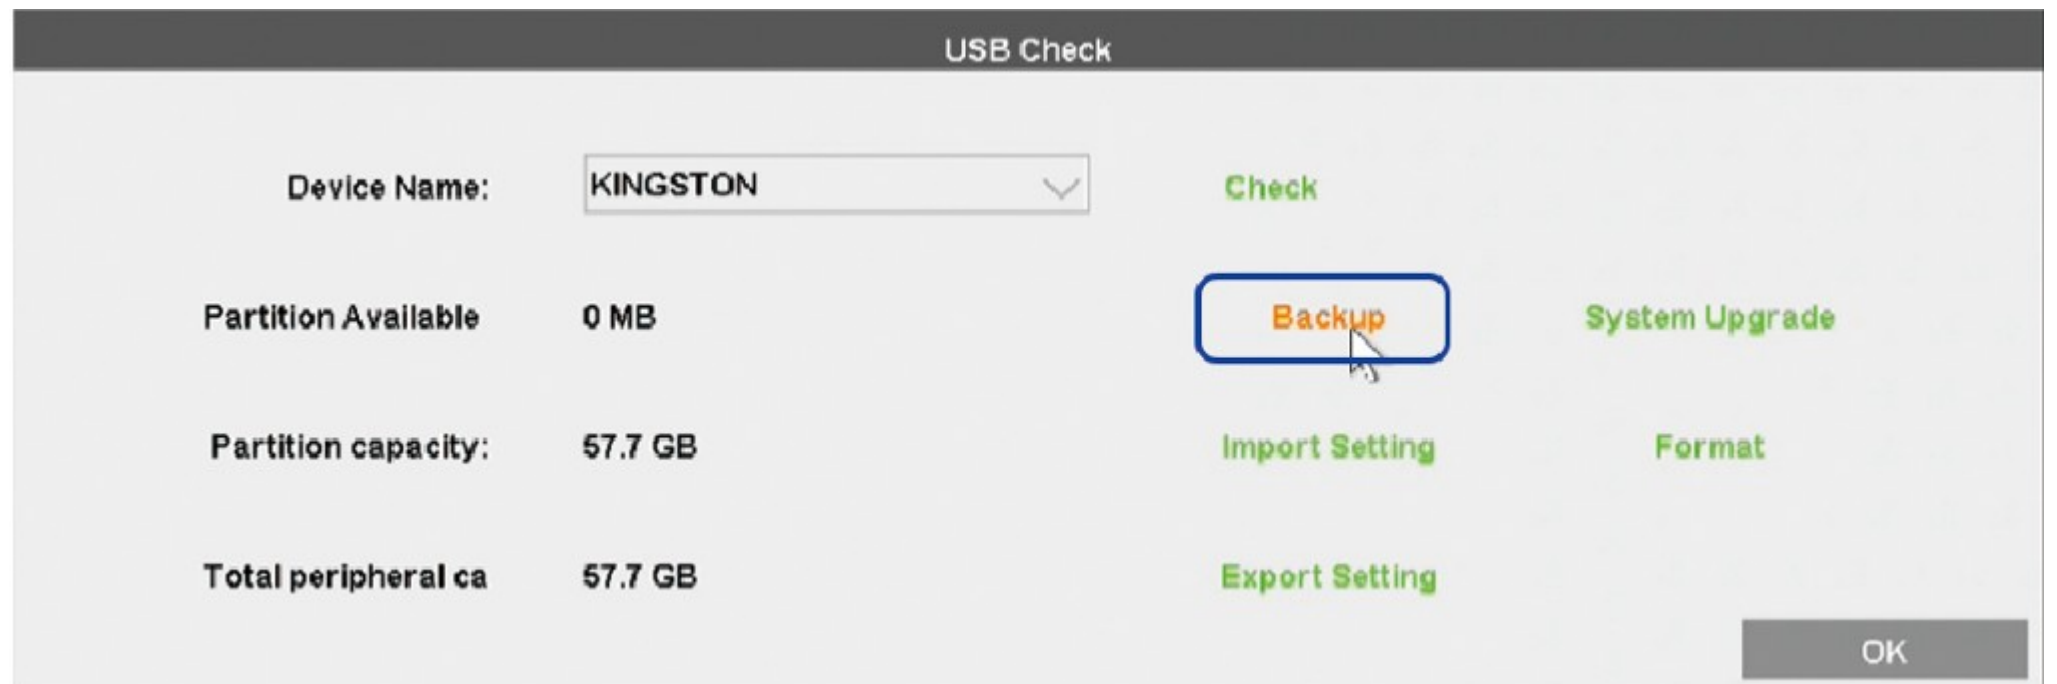 USB Check
Device Name: KINGSTON Check
Partition Available 0 MB Backup System Upgrade
Partition capacity: 57.7 GB Import Setting Format
Total peripheral ca 57.7 GB Export Setting
OK